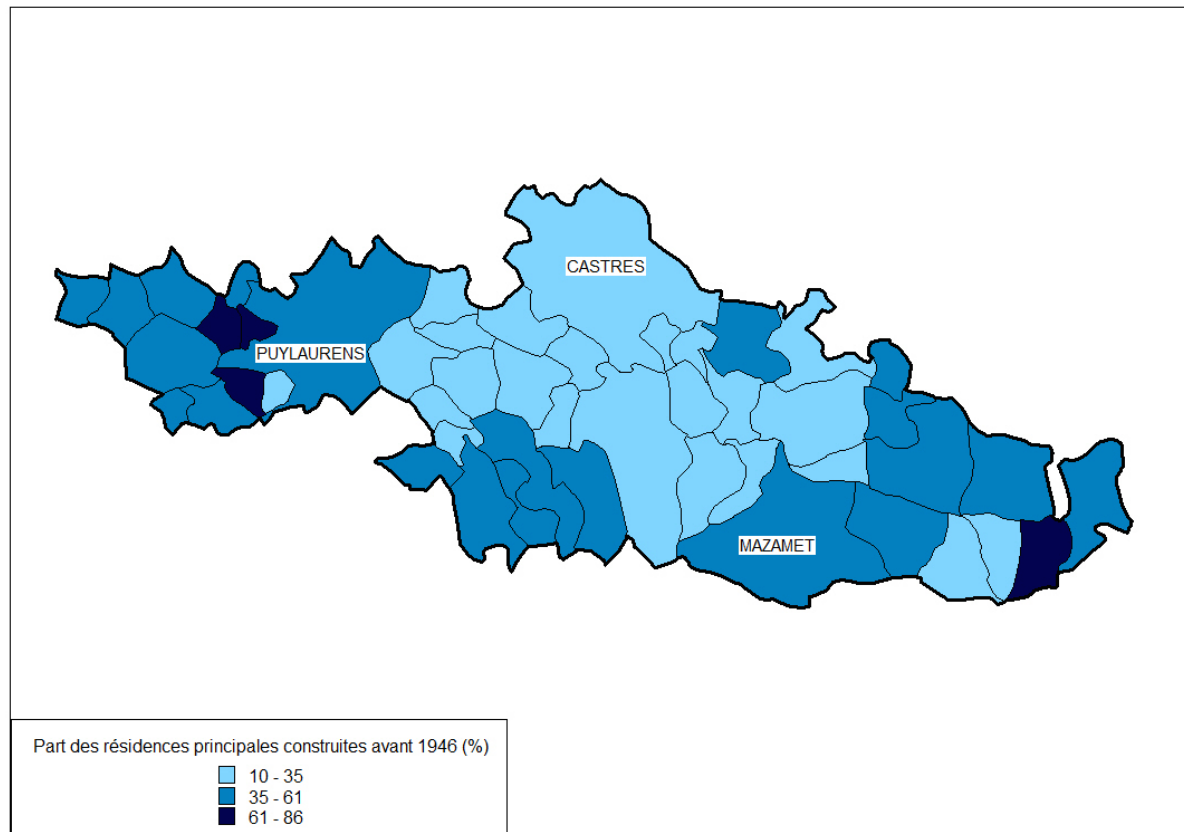 CASTRES
PUYLAURENS
MAZAMET
Part des résidences principales construites avant 1946 (%)
10 - 35
35 - 61
61 - 86